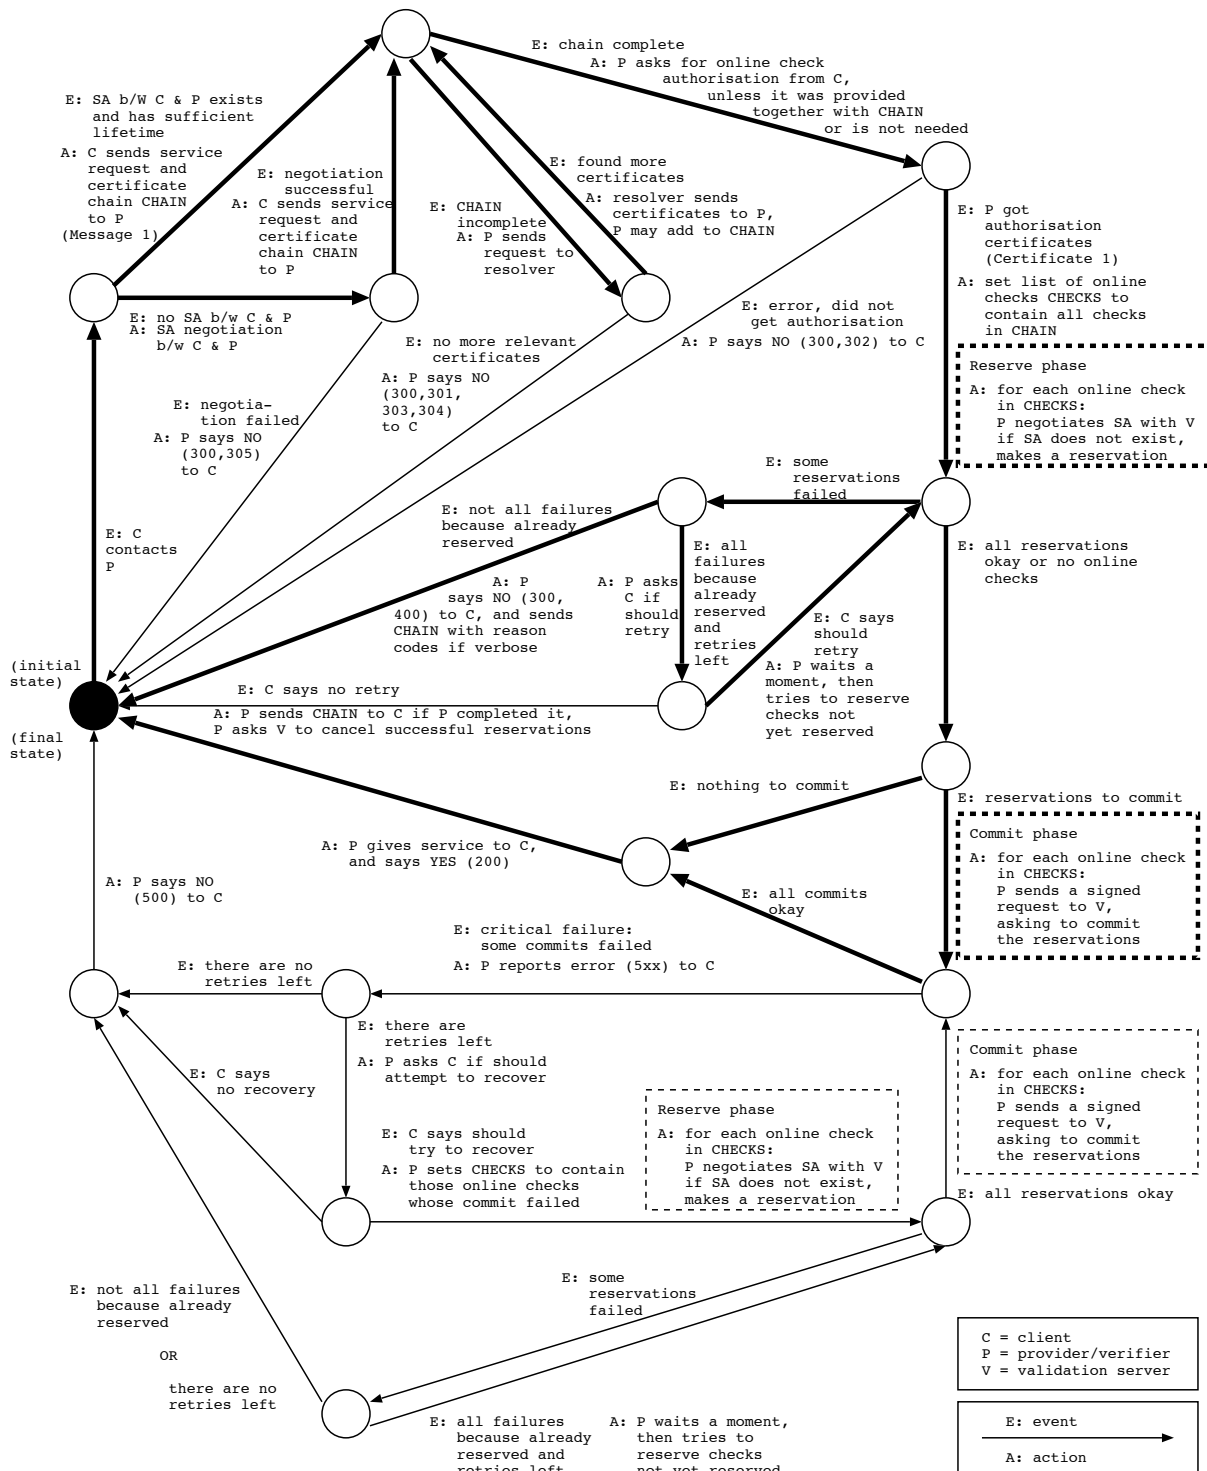 E: chain complete
A: P asks for online check
authorisation from C,
unless it was provided
together with CHAIN
or is not needed
E: SA b/W C & P exists
and has sufficient
lifetime
A: C sends service
request and
certificate
chain CHAIN
to P
(Message 1)
E: negotiation
successful
A: C sends service
request and
certificate
chain CHAIN
to P
E: CHAIN
incomplete
A: P sends
request to
resolver
E: found more
certificates
A: resolver sends
certificates to P,
P may add to CHAIN
E: P got
authorisation
certificates
(Certificate 1)
A: set list of online
checks CHECKS to
contain all checks
in CHAIN
E: no SA b/w C & P
A: SA negotiation
b/w C & P
E: error, did not
get authorisation
A: P says NO (300,302) to C
E: no more relevant
certificates
A: P says NO
(300,301,
303,304)
to C
Reserve phase
A: for each online check
in CHECKS:
P negotiates SA with V
if SA does not exist,
makes a reservation
E: negotia-
tion failed
A: P says NO
(300,305)
to C
E: some
reservations
failed
E: not all failures
because already
reserved
E: C
contacts
P
E: all
failures
because
already
reserved
and
retries
left
E: all reservations
okay or no online
checks
A: P
says NO (300,
400) to C, and sends
CHAIN with reason
codes if verbose
A: P asks
C if
should
retry
E: C says
should
retry
A: P waits a
moment, then
tries to reserve
checks not
yet reserved
(initial
state)
E: C says no retry
A: P sends CHAIN to C if P completed it,
P asks V to cancel successful reservations
(final
state)
E: nothing to commit
E: reservations to commit
Commit phase
A: for each online check
in CHECKS:
P sends a signed
request to V,
asking to commit
the reservations
A: P gives service to C,
and says YES (200)
A: P says NO
(500) to C
E: all commits
okay
E: critical failure:
some commits failed
A: P reports error (5xx) to C
E: there are no
retries left
E: there are
retries left
A: P asks C if should
attempt to recover
Commit phase
A: for each online check
in CHECKS:
P sends a signed
request to V,
asking to commit
the reservations
E: C says
no recovery
Reserve phase
A: for each online check
in CHECKS:
P negotiates SA with V
if SA does not exist,
makes a reservation
E: C says should
try to recover
A: P sets CHECKS to contain
those online checks
whose commit failed
E: all reservations okay
E: not all failures
because already
reserved
OR
there are no
retries left
E: some
reservations
failed
C = client
P = provider/verifier
V = validation server
E: all failures
because already
reserved and
retries left
A: P waits a moment,
then tries to
reserve checks
not yet reserved
E: event
A: action